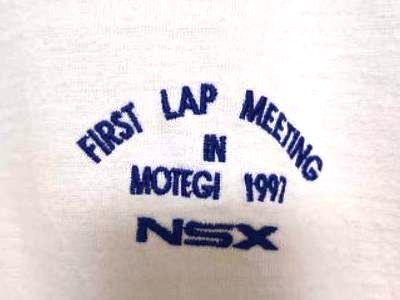 FIRST LAP MEETING
IN
MOTEGI 1997
NSX